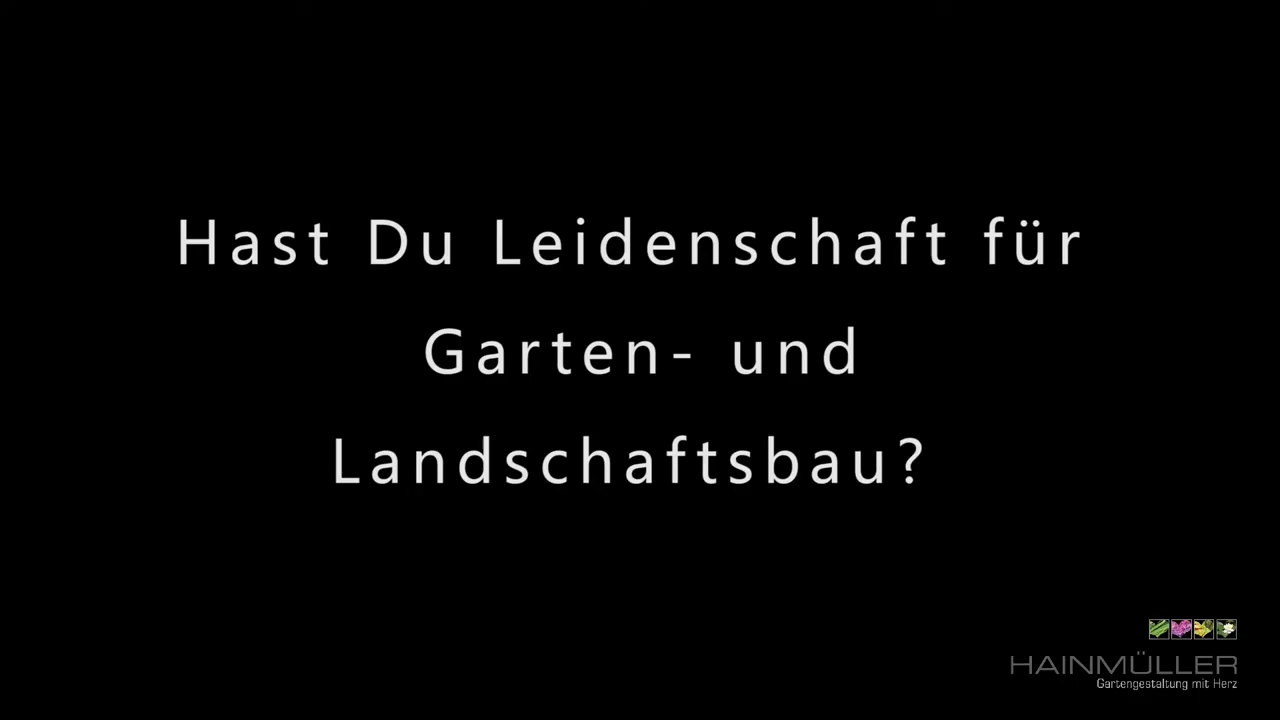 Hast Du Leidenschaft für
Garten- und
Landschaftsbau?
HAINMÜLLER
Gartengestaltung mit Herz